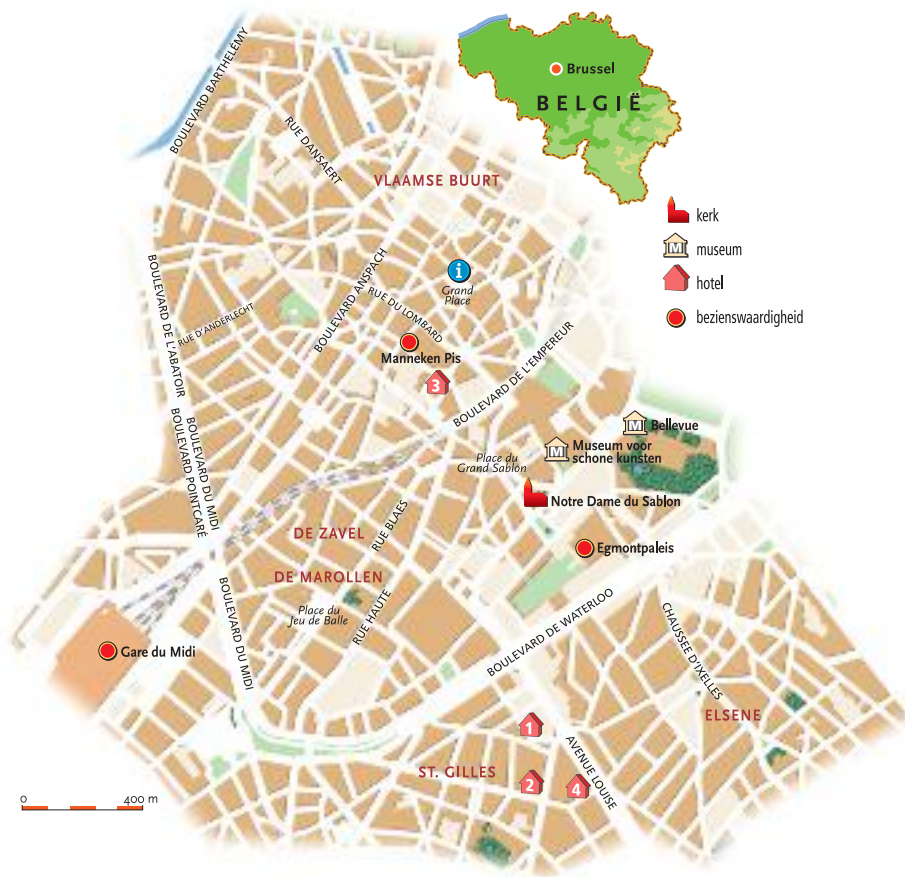 Brussel
BELGIË
kerk
M
museum
hotel
bezienswaardigheid
BOULEVARD BARTHELÉMY
RUE DANSAERT
VLAAMSE BUURT
i
Grand
Place
BOULEVARD ANSPACH
RUE DU LOMBARD
BOULEVARD DE L'ABATOIR
RUE D'ANDERLECHT
Manneken Pis
3
BOULEVARD DE L'EMPEREUR
M
Bellevue
M
Museum voor
schone kunsten
Place du
Grand Sablon
Notre Dame du Sablon
BOULEVARD DU MIDI
BOULEVARD POINTCARÉ
DE ZAVEL
RUE BLAES
Egmontpaleis
DE MAROLLEN
Place du
Jeu de Balle
RUE HAUTE
BOULEVARD DU MIDI
Gare du Midi
BOULEVARD DE WATERLOO
CHAUSSEE D'IXELLES
ELSENE
1
AVENUE LOUISE
ST. GILLES
2
4
0 400 m